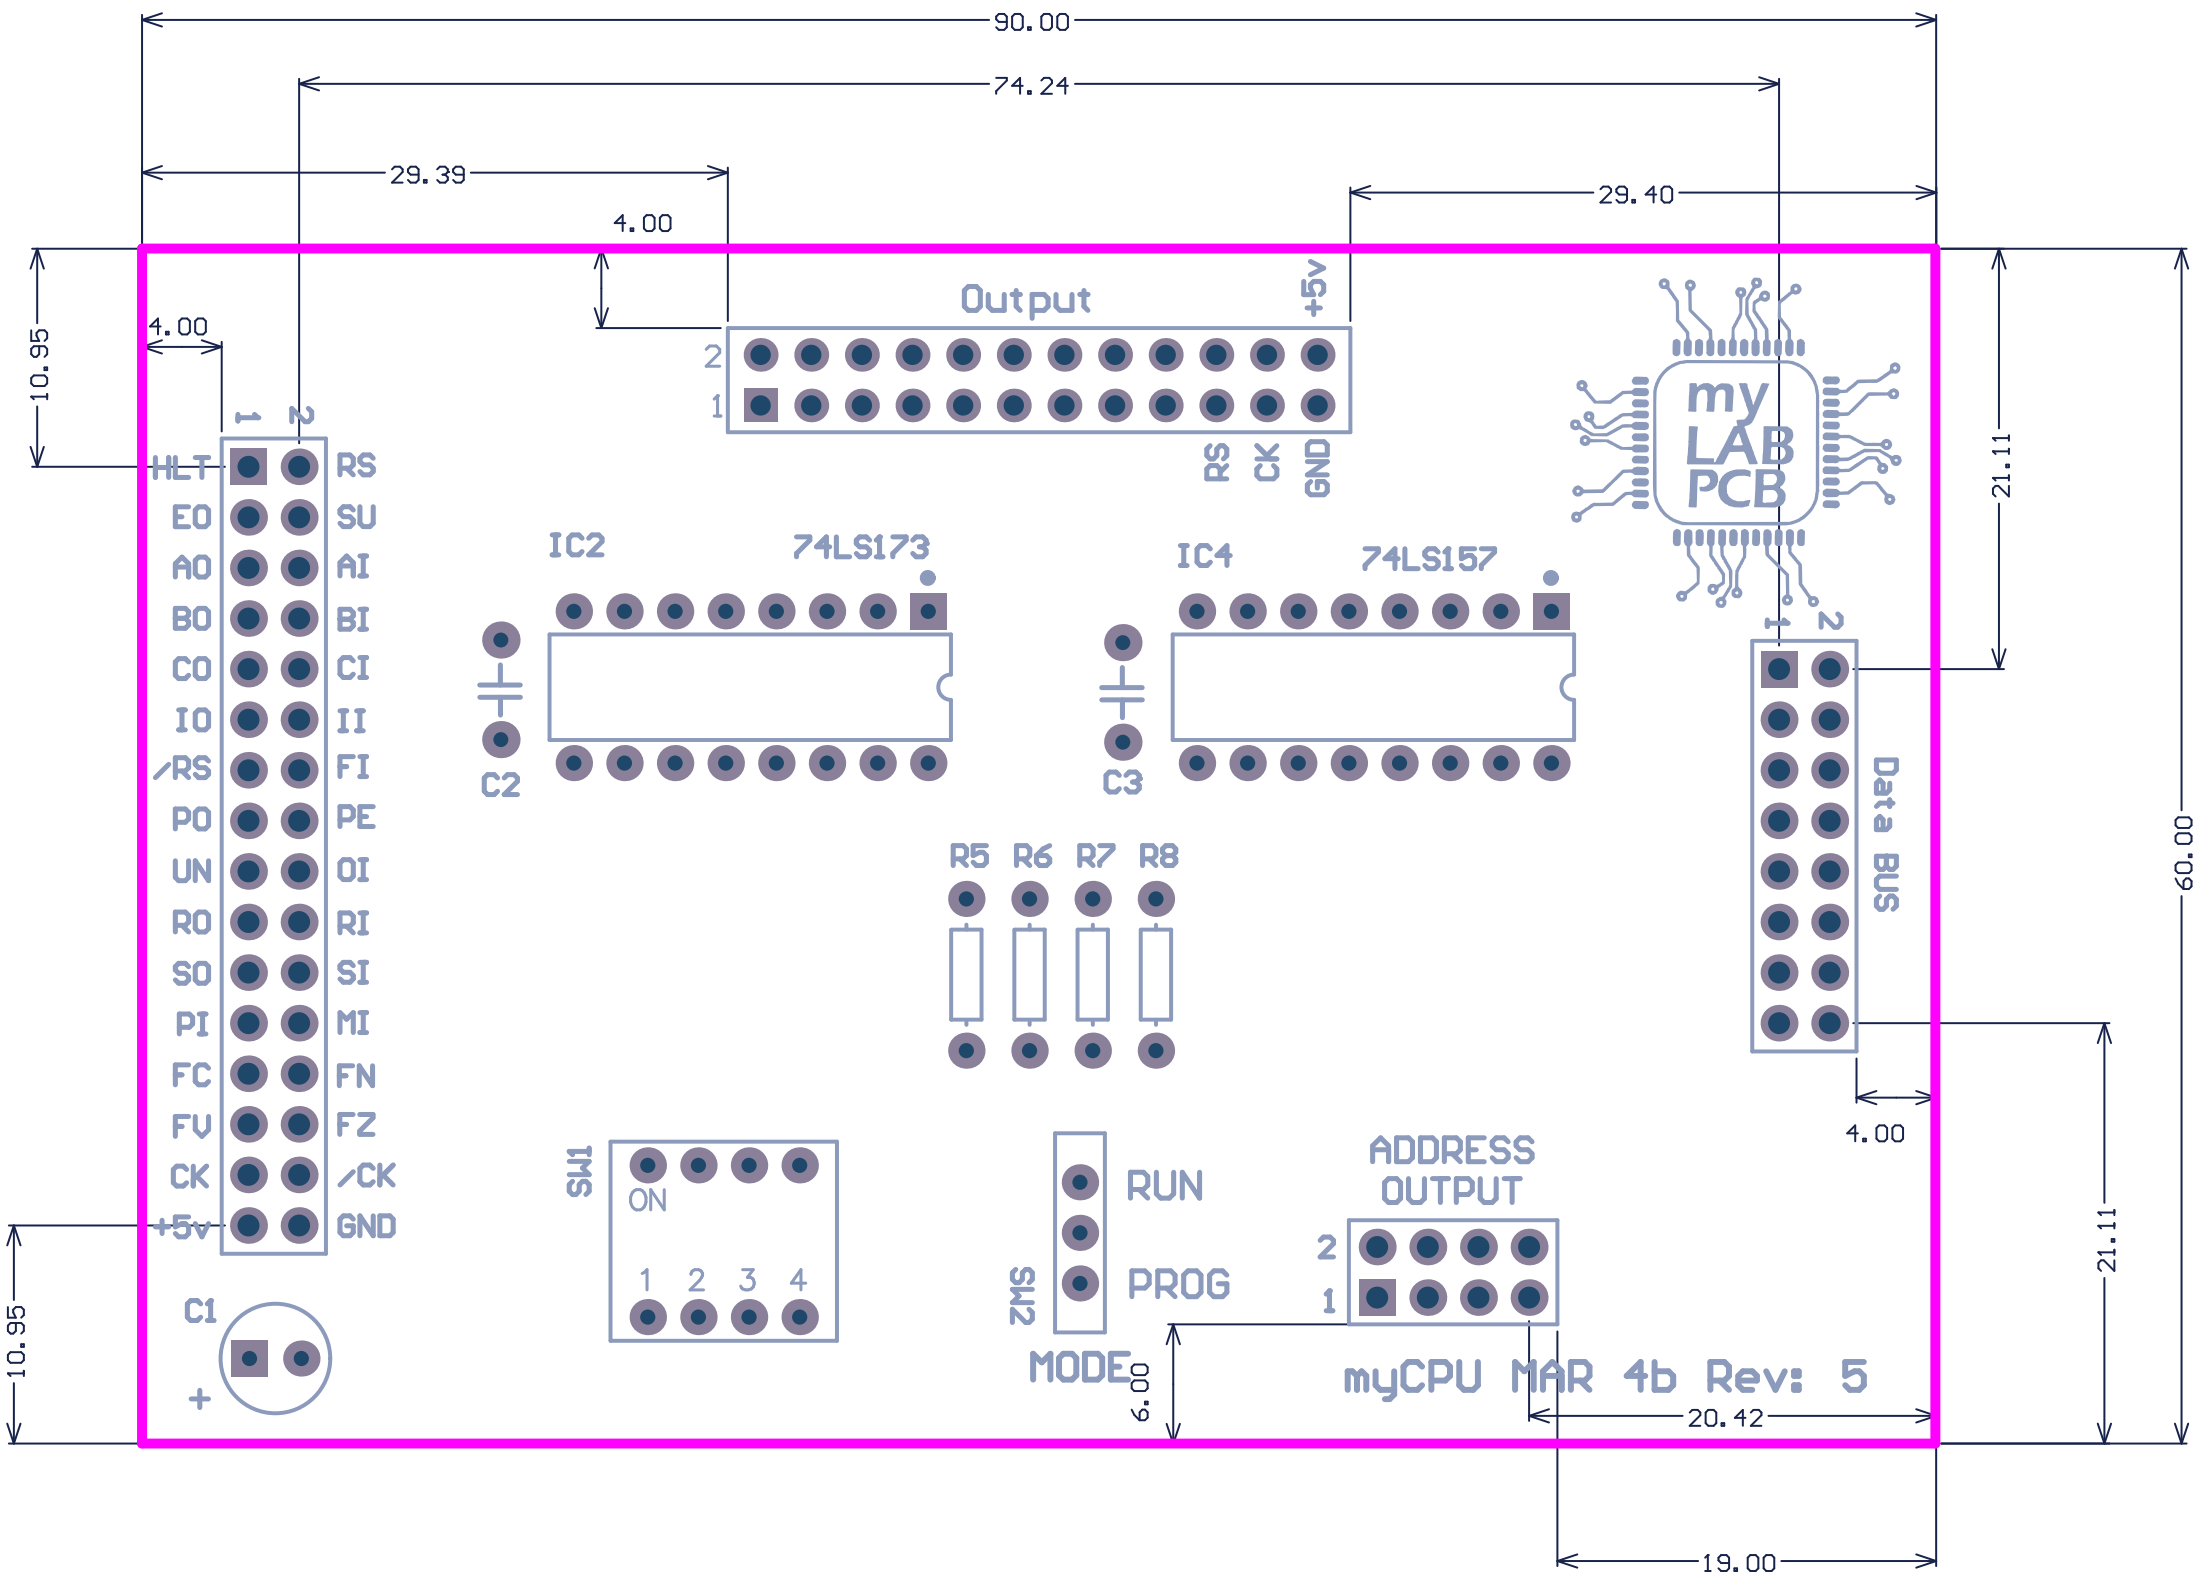 90.00
74.24
29.39
29.40
4.00
10.95
4.00
Output
+5v
2
1
RS
CK
GND
my
LAB
PCB
21.11
1
2
HLT
RS
EO
SU
AO
AI
BO
BI
CO
CI
IO
II
/RS
FI
PO
PE
UN
OI
RO
RI
SO
SI
PI
MI
FC
FN
FV
FZ
CK
/CK
+5v
GND
IC2
74LS173
C2
IC4
74LS157
C3
1
2
Data BUS
60.00
R5
R6
R7
R8
4.00
21.11
SW1
ON
1
2
3
4
RUN
PROG
SW2
MODE
ADDRESS
OUTPUT
2
1
C1
+
10.95
6.00
myCPU MAR 4b Rev: 5
20.42
19.00